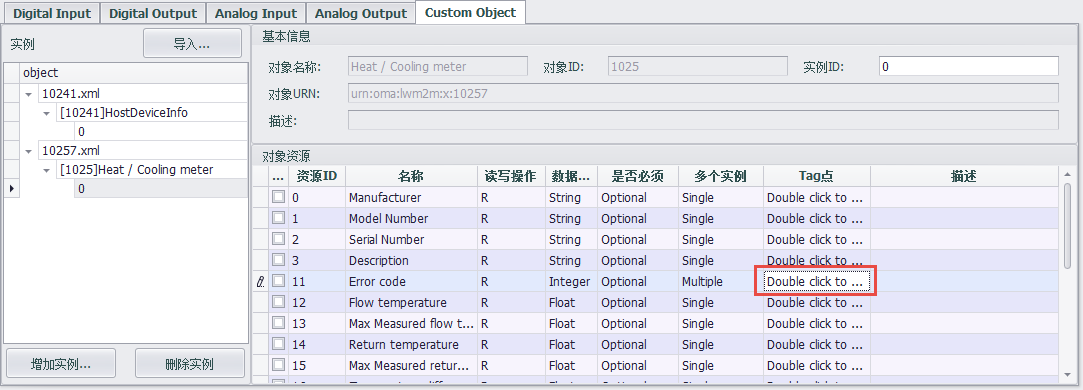 Digital Input Digital Output Analog Input Analog Output Custom Object
实例 导入...
object
10241.xml
[10241]HostDeviceInfo
0
10257.xml
[1025]Heat / Cooling meter
0
增加实例... 删除实例
基本信息
对象名称: Heat / Cooling meter 对象ID: 1025 实例ID: 0
对象URN: urn:oma:lwm2m:x:10257
描述:
对象资源
... 资源ID 名称 读写操作 数据... 是否必须 多个实例 Tag点 描述
0 Manufacturer R String Optional Single Double click to ...
1 Model Number R String Optional Single Double click to ...
2 Serial Number R String Optional Single Double click to ...
3 Description R String Optional Single Double click to ...
11 Error code R Integer Optional Multiple Double click to ...
12 Flow temperature R Float Optional Single Double click to ...
13 Max Measured flow t... R Float Optional Single Double click to ...
14 Return temperature R Float Optional Single Double click to ...
15 Max Measured retur... R Float Optional Single Double click to ...